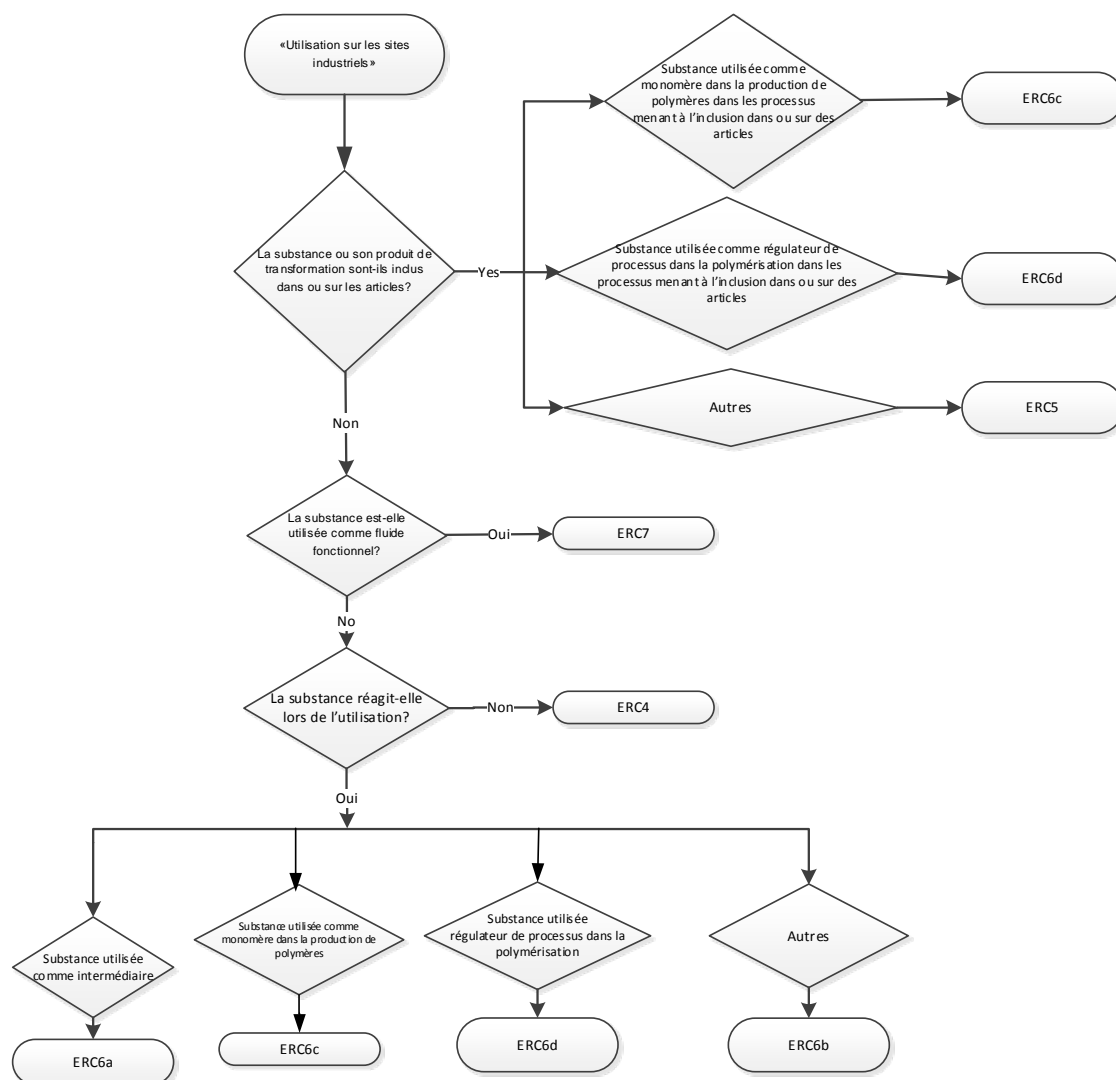 «Utilisation sur les sites
industriels»
Substance utilisée comme
monomère dans la production de
polymères dans les processus
menant à l'inclusion dans ou sur des
articles
ERC6c
La substance ou son produit de
transformation sont-ils inclus
dans ou sur les articles?
Yes
Substance utilisée comme régulateur de
processus dans la polymérisation dans les
processus menant à l'inclusion dans ou sur des
articles
ERC6d
Autres
ERC5
Non
La substance est-elle
utilisée comme fluide
fonctionnel?
Oui
ERC7
No
La substance réagit-elle
lors de l'utilisation?
Non
ERC4
Oui
Substance utilisée
comme intermédiaire
Substance utilisée comme
monomère dans la production de
polymères
Substance utilisée
régulateur de processus dans la
polymérisation
Autres
ERC6a
ERC6c
ERC6d
ERC6b